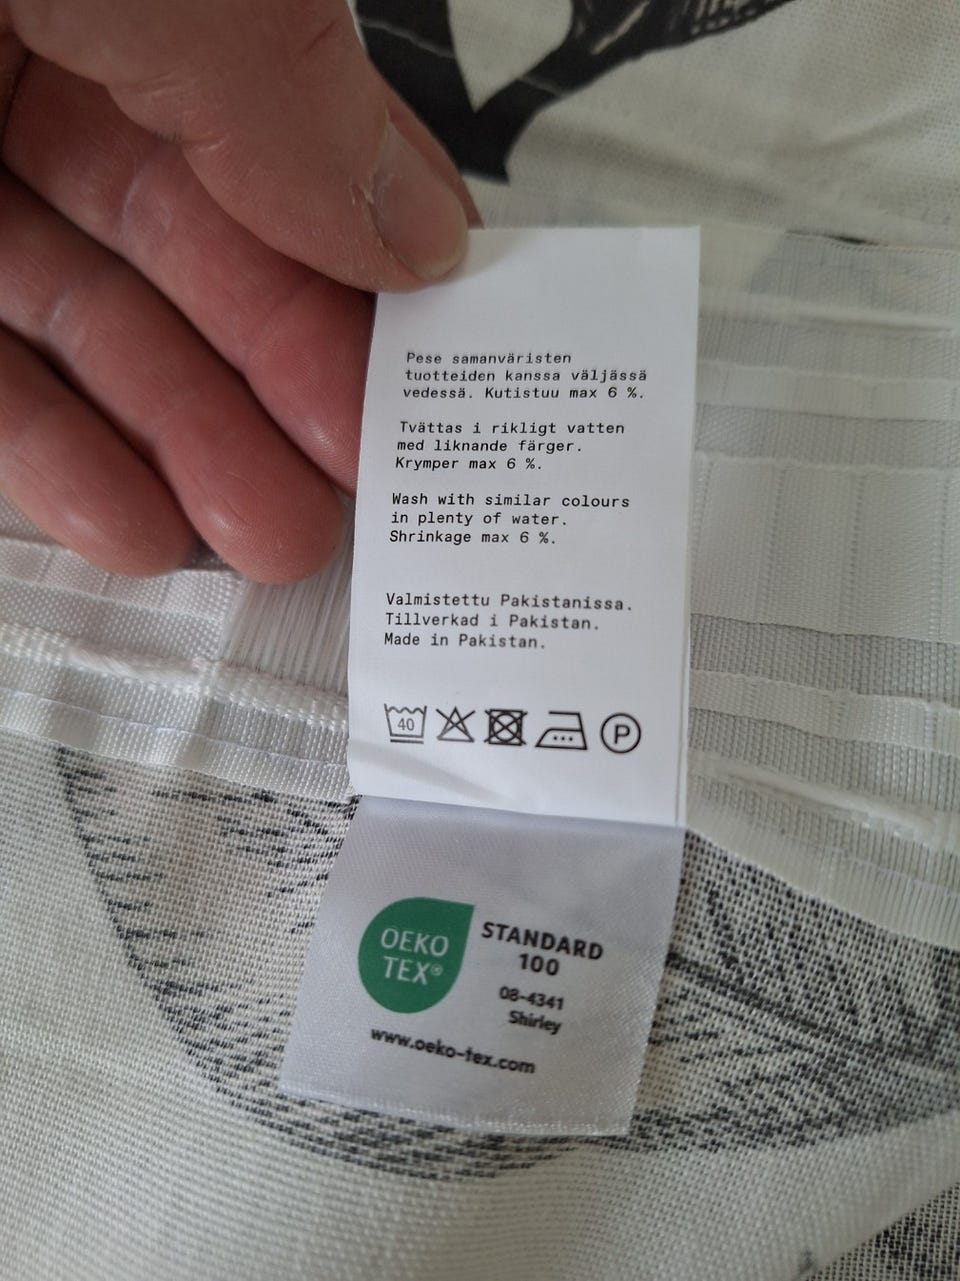 Pese samanväristen
tuotteiden kanssa väljässä
vedessä. Kutistuu max 6 %.
Tvättas i rikligt vatten
med liknande färger.
Krymper max 6 %.
Wash with similar colours
in plenty of water.
Shrinkage max 6 %.
Valmistettu Pakistanissa.
Tillverkad i Pakistan.
Made in Pakistan.
40
P
OEKO
TEX®
STANDARD
100
08-4341
Shirley
www.oeko-tex.com